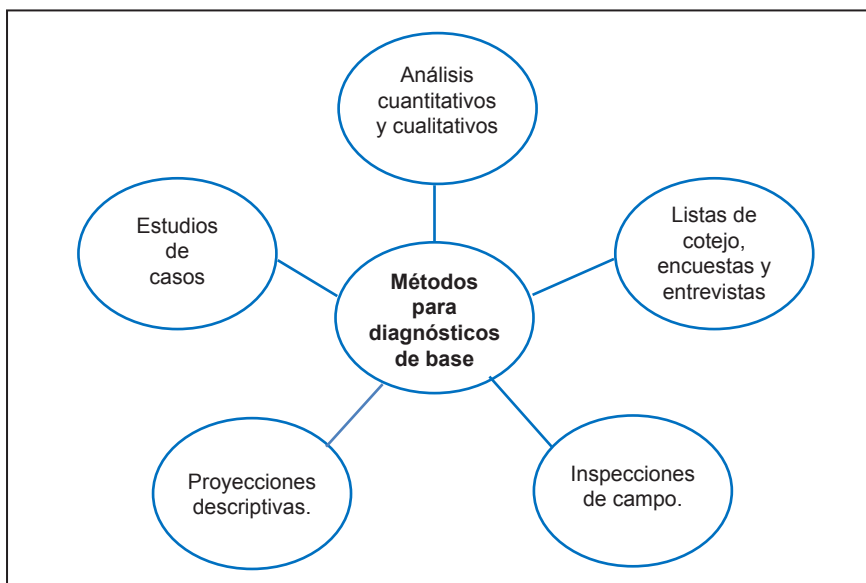 Análisis
cuantitativos
y cualitativos
Estudios
de
casos
Listas de
cotejo,
encuestas y
entrevistas
Métodos
para
diagnósticos
de base
Proyecciones
descriptivas.
Inspecciones
de campo.